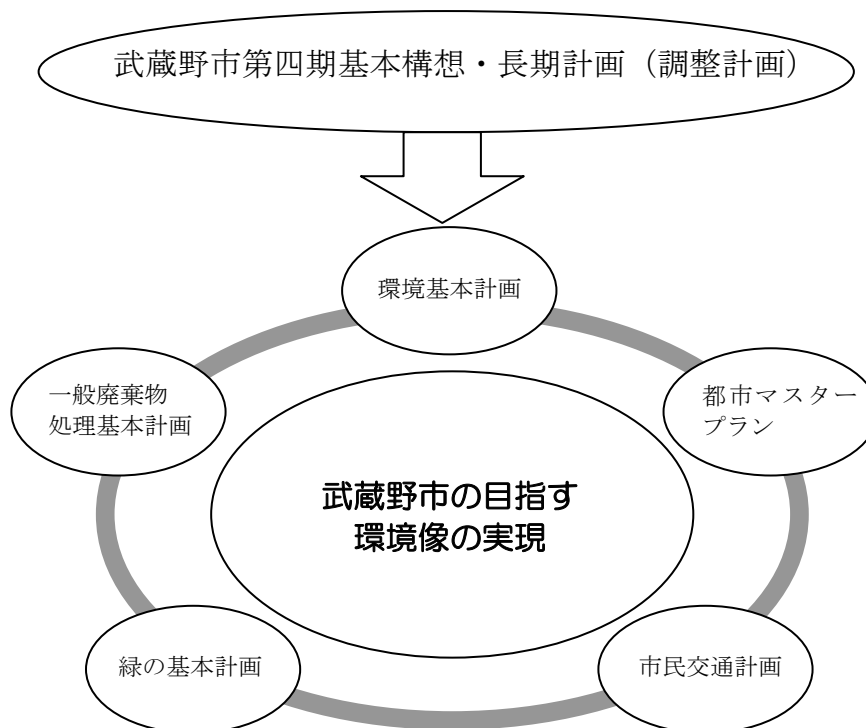 武蔵野市第四期基本構想・長期計画（調整計画）
環境基本計画
一般廃棄物
処理基本計画
都市マスター
プラン
武蔵野市の目指す
環境像の実現
緑の基本計画
市民交通計画